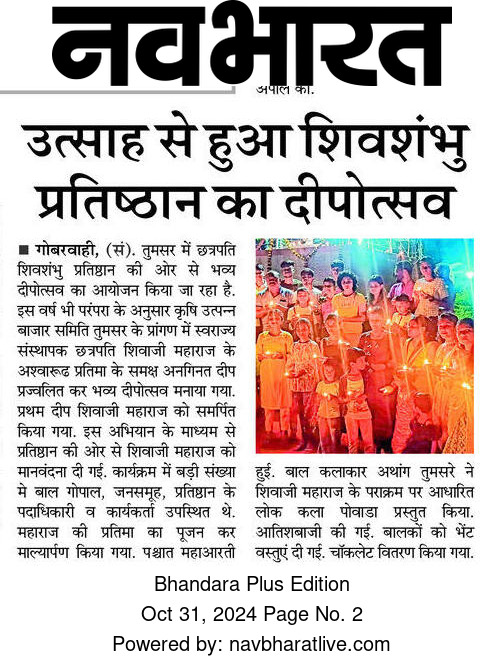 नवभारत
अपील की.
उत्साह से हुआ शिवशंभु
प्रतिष्ठान का दीपोत्सव
■ गोबरवाही, (सं). तुमसर में छत्रपति
शिवशंभु प्रतिष्ठान की ओर से भव्य
दीपोत्सव का आयोजन किया जा रहा है.
इस वर्ष भी परंपरा के अनुसार कृषि उत्पन्न
बाजार समिति तुमसर के प्रांगण में स्वराज्य
संस्थापक छत्रपति शिवाजी महाराज के
अश्वारूढ प्रतिमा के समक्ष अनगिनत दीप
प्रज्वलित कर भव्य दीपोत्सव मनाया गया.
प्रथम दीप शिवाजी महाराज को समर्पित
किया गया. इस अभियान के माध्यम से
प्रतिष्ठान की ओर से शिवाजी महाराज को
मानवंदना दी गई. कार्यक्रम में बड़ी संख्या
मे बाल गोपाल, जनसमूह, प्रतिष्ठान के
पदाधिकारी व कार्यकर्ता उपस्थित थे.
महाराज की प्रतिमा का पूजन कर
माल्यार्पण किया गया. पश्चात महाआरती
हुई. बाल कलाकार अथांग तुमसरे ने
शिवाजी महाराज के पराक्रम पर आधारित
लोक कला पोवाडा प्रस्तुत किया.
आतिशबाजी की गई. बालकों को भेंट
वस्तुएं दी गई. चॉकलेट वितरण किया गया.
Bhandara Plus Edition
Oct 31, 2024 Page No. 2
Powered by: navbharatlive.com